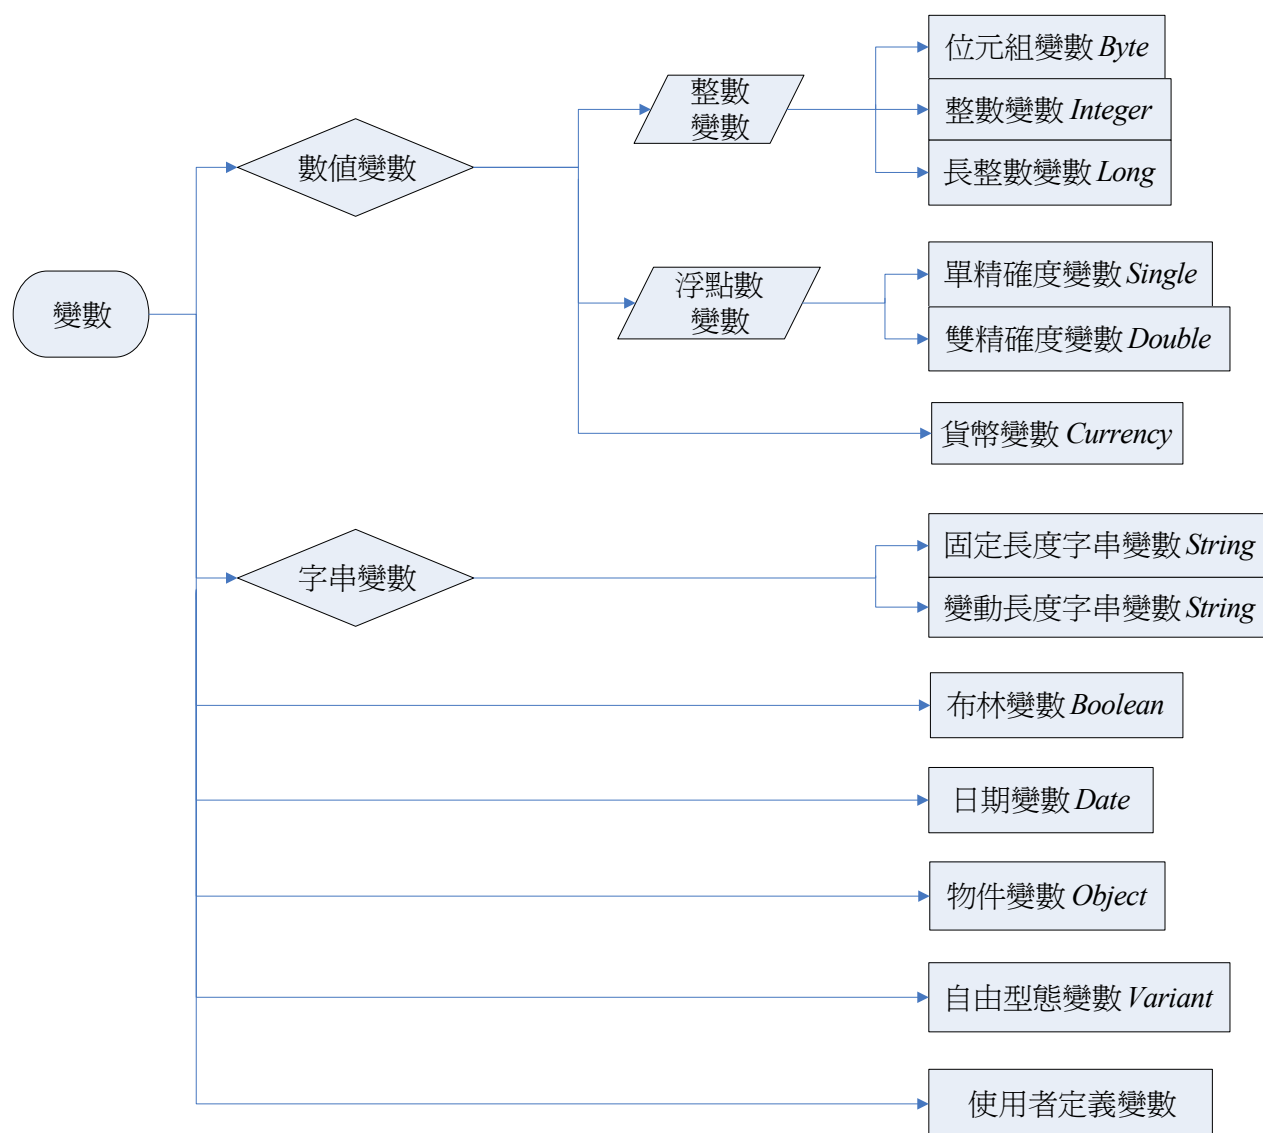 變數
數值變數
整數
變數
位元組變數 Byte
整數變數 Integer
長整數變數 Long
浮點數
變數
單精確度變數 Single
雙精確度變數 Double
貨幣變數 Currency
字串變數
固定長度字串變數 String
變動長度字串變數 String
布林變數 Boolean
日期變數 Date
物件變數 Object
自由型態變數 Variant
使用者定義變數